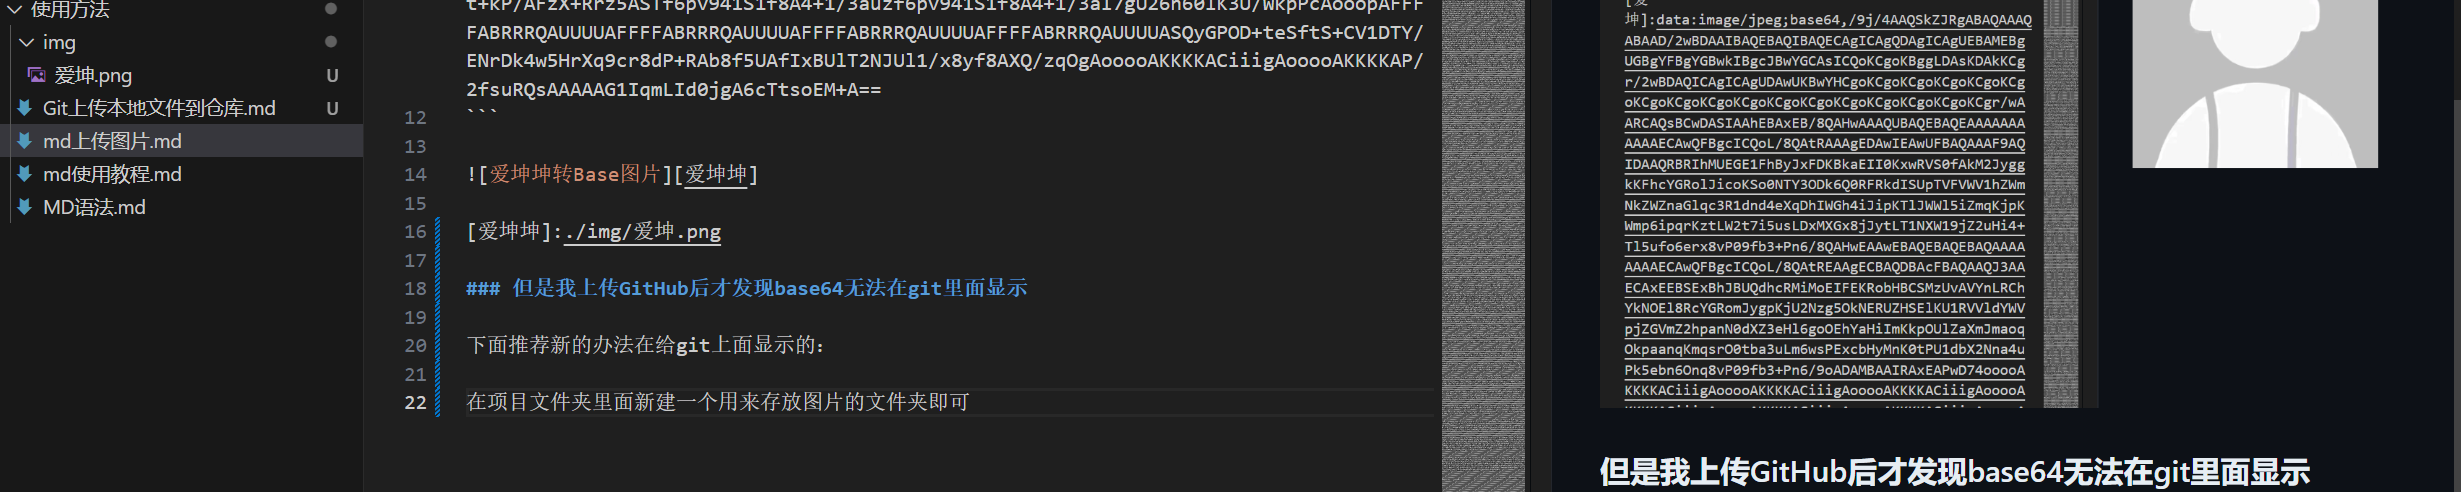 使用方法
img
爱坤.png U
Git上传本地文件到仓库.md U
md上传图片.md
md使用教程.md
MD语法.md
FABRRRQAUUUUAFFFFABRRRQAUUUUAFFFFABRRRQAUUUUAFFFFABRRRQAUUUUASQyGPOD+teSftS+CV1DTY/
ENrDk4w5HrXq9cr8dP+RAb8f5UAfIxBUlT2NJUl1/x8yf8AXQ/zqOgAooooAKKKKACiiigAooooAKKKKAP/
2fsuRQsAAAAAG1IqmLId0jgA6cTtsoEM+A==
12 ```
13
14 ![爱坤坤转Base图片][爱坤坤]
15
16 [爱坤坤]:./img/爱坤.png
17
18 ### 但是我上传GitHub后才发现base64无法在git里面显示
19
20 下面推荐新的办法在给git上面显示的：
21
22 在项目文件夹里面新建一个用来存放图片的文件夹即可
坤]:data:image/jpeg;base64,/9j/4AAQSkZJRgABAQAAAQ
ABAAD/2wBDAAIBAQEBAQIBAQECAgICAgQDAgICAgUEBAMEBg
UGBgYFBgYGBwkIBgcJBwYGCAsICQoKCgoKBggLDAsKDAkKCg
r/2wBDAQICAgICAgUDAwUKBwYHCgoKCgoKCgoKCgoKCgoKCg
oKCgoKCgoKCgoKCgoKCgoKCgoKCgoKCgoKCgoKCgoKCgr/wA
ARCAQsBCwDASIAAhEBAxEB/8QAHwAAAQUBAQEBAQEAAAAAAA
AAAAECAwQFBgcICQoL/8QAtRAAAgEDAwIEAwUFBAQAAAF9AQ
IDAAQRBRIhMUEGE1FhByJxFDKBkaEII0KxwRVS0fAkM2Jygg
kKFhcYGRolJicoKSo0NTY3ODk6Q0RFRkdISUpTVFVWV1hZWm
NkZWZnaGlqc3R1dnd4eXqDhIWGh4iJipKTlJWWl5iZmqKjpK
Wmp6ipqrKztLW2t7i5usLDxMXGx8jJytLT1NXW19jZ2uHi4+
Tl5ufo6erx8vP09fb3+Pn6/8QAHwEAAwEBAQEBAQEBAQAAAA
AAAAECAwQFBgcICQoL/8QAtREAAgECBAQDBAcFBAQAAQJ3AA
ECAxEEBSExBhJBUQdhcRMiMoEIFEKRobHBCSMzUvAVYnLRCh
YkNOEl8RcYGRomJygpKjU2Nzg5OkNERUZHSElKU1RVVldYWV
pjZGVmZ2hpanN0dXZ3eHl6goOEhYaHiImKkpOUlZaXmJmaoq
OkpaanqKmqsrO0tba3uLm6wsPExcbHyMnK0tPU1dbX2Nna4u
Pk5ebn6Onq8vP09fb3+Pn6/9oADAMBAAIRAxEAPwD74ooooA
KKKKACiiigAooooAKKKKACiiigAooooAKKKKACiiigAooooA
但是我上传GitHub后才发现base64无法在git里面显示